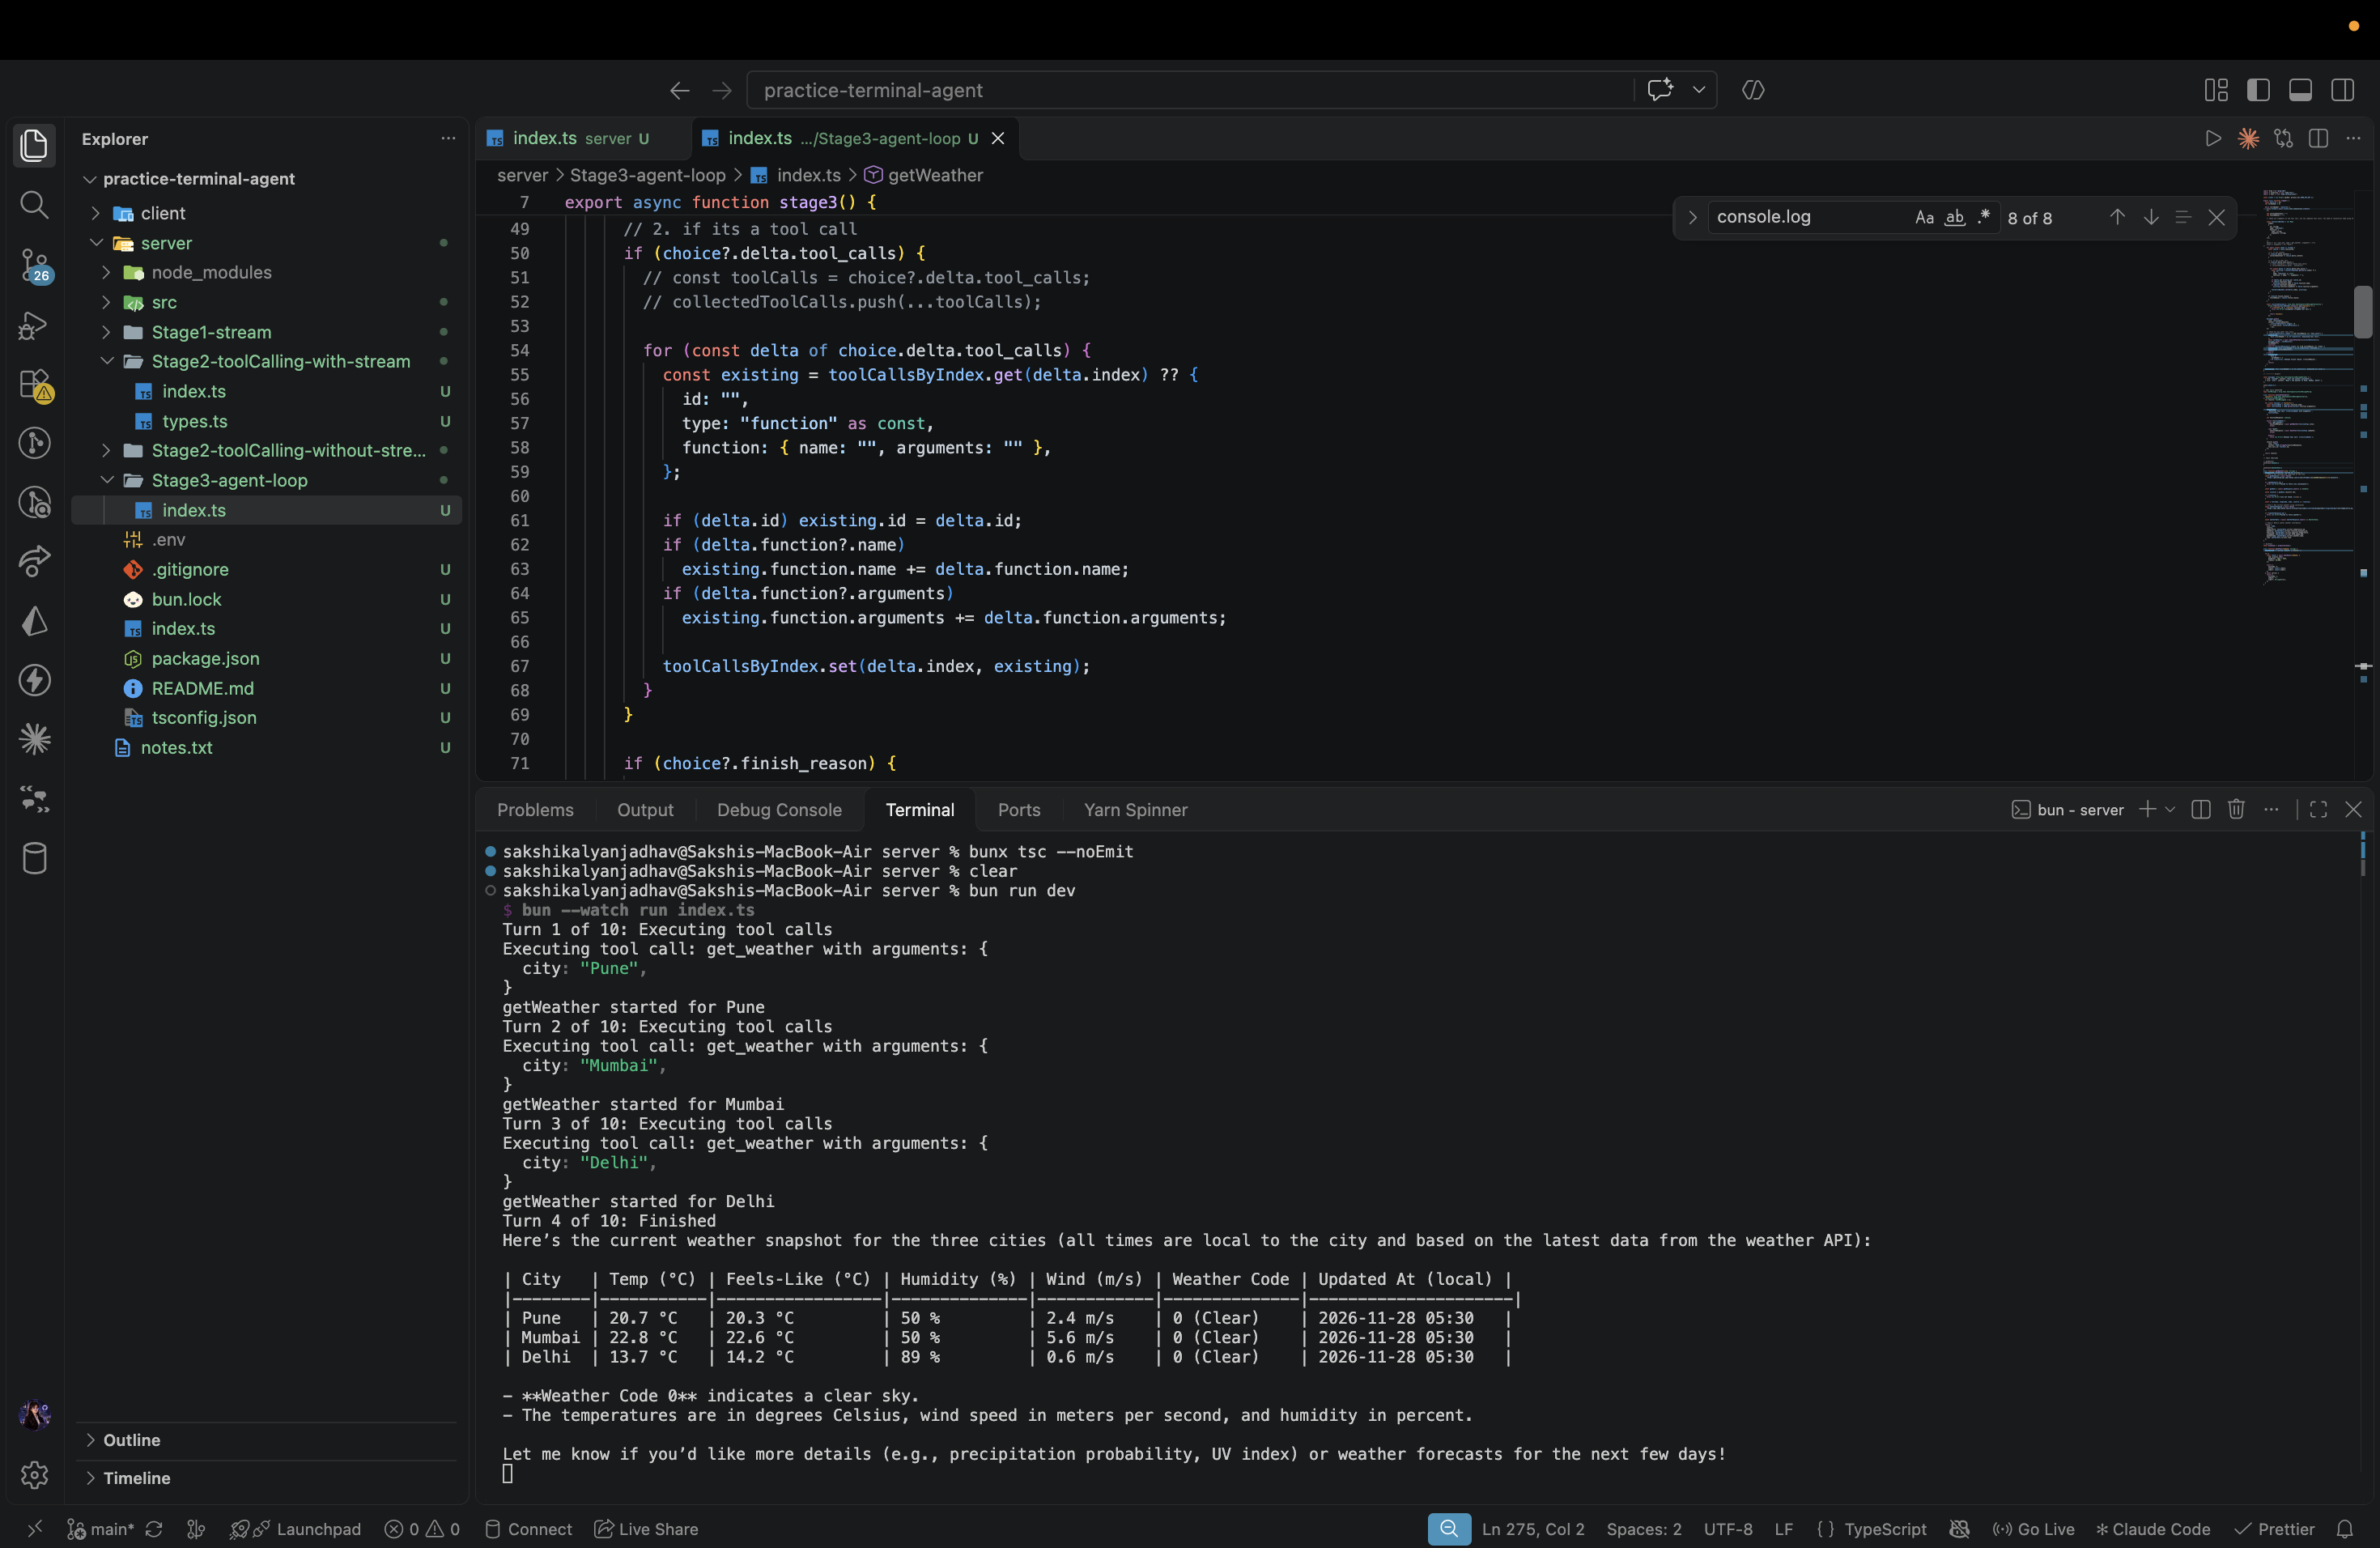 practice-terminal-agent
Explorer
practice-terminal-agent
client
server
node_modules
src
Stage1-stream
Stage2-toolCalling-with-stream
index.ts U
types.ts U
Stage2-toolCalling-without-stre...
Stage3-agent-loop
index.ts U
.env
.gitignore U
bun.lock U
index.ts U
package.json U
README.md U
tsconfig.json U
notes.txt U
26
Outline
Timeline
index.ts server U
index.ts .../Stage3-agent-loop U
server > Stage3-agent-loop > index.ts > getWeather
console.log Aa ab .* 8 of 8
7 export async function stage3() {
49 // 2. if its a tool call
50 if (choice?.delta.tool_calls) {
51 // const toolCalls = choice?.delta.tool_calls;
52 // collectedToolCalls.push(...toolCalls);
53
54 for (const delta of choice.delta.tool_calls) {
55 const existing = toolCallsByIndex.get(delta.index) ?? {
56 id: "",
57 type: "function" as const,
58 function: { name: "", arguments: "" },
59 };
60
61 if (delta.id) existing.id = delta.id;
62 if (delta.function?.name)
63 existing.function.name += delta.function.name;
64 if (delta.function?.arguments)
65 existing.function.arguments += delta.function.arguments;
66
67 toolCallsByIndex.set(delta.index, existing);
68 }
69 }
70
71 if (choice?.finish_reason) {
Problems Output Debug Console Terminal Ports Yarn Spinner
bun - server
sakshikalyanjadhav@Sakshis-MacBook-Air server % bunx tsc --noEmit
sakshikalyanjadhav@Sakshis-MacBook-Air server % clear
sakshikalyanjadhav@Sakshis-MacBook-Air server % bun run dev
$ bun --watch run index.ts
Turn 1 of 10: Executing tool calls
Executing tool call: get_weather with arguments: {
city: "Pune",
}
getWeather started for Pune
Turn 2 of 10: Executing tool calls
Executing tool call: get_weather with arguments: {
city: "Mumbai",
}
getWeather started for Mumbai
Turn 3 of 10: Executing tool calls
Executing tool call: get_weather with arguments: {
city: "Delhi",
}
getWeather started for Delhi
Turn 4 of 10: Finished
Here’s the current weather snapshot for the three cities (all times are local to the city and based on the latest data from the weather API):
| City | Temp (°C) | Feels-Like (°C) | Humidity (%) | Wind (m/s) | Weather Code | Updated At (local) |
|--------|-----------|-----------------|--------------|------------|--------------|---------------------|
| Pune | 20.7 °C | 20.3 °C | 50 % | 2.4 m/s | 0 (Clear) | 2026-11-28 05:30 |
| Mumbai | 22.8 °C | 22.6 °C | 50 % | 5.6 m/s | 0 (Clear) | 2026-11-28 05:30 |
| Delhi | 13.7 °C | 14.2 °C | 89 % | 0.6 m/s | 0 (Clear) | 2026-11-28 05:30 |
- **Weather Code 0** indicates a clear sky.
- The temperatures are in degrees Celsius, wind speed in meters per second, and humidity in percent.
Let me know if you’d like more details (e.g., precipitation probability, UV index) or weather forecasts for the next few days!
main* Launchpad 0 0 Connect Live Share Ln 275, Col 2 Spaces: 2 UTF-8 LF {} TypeScript Go Live Claude Code Prettier